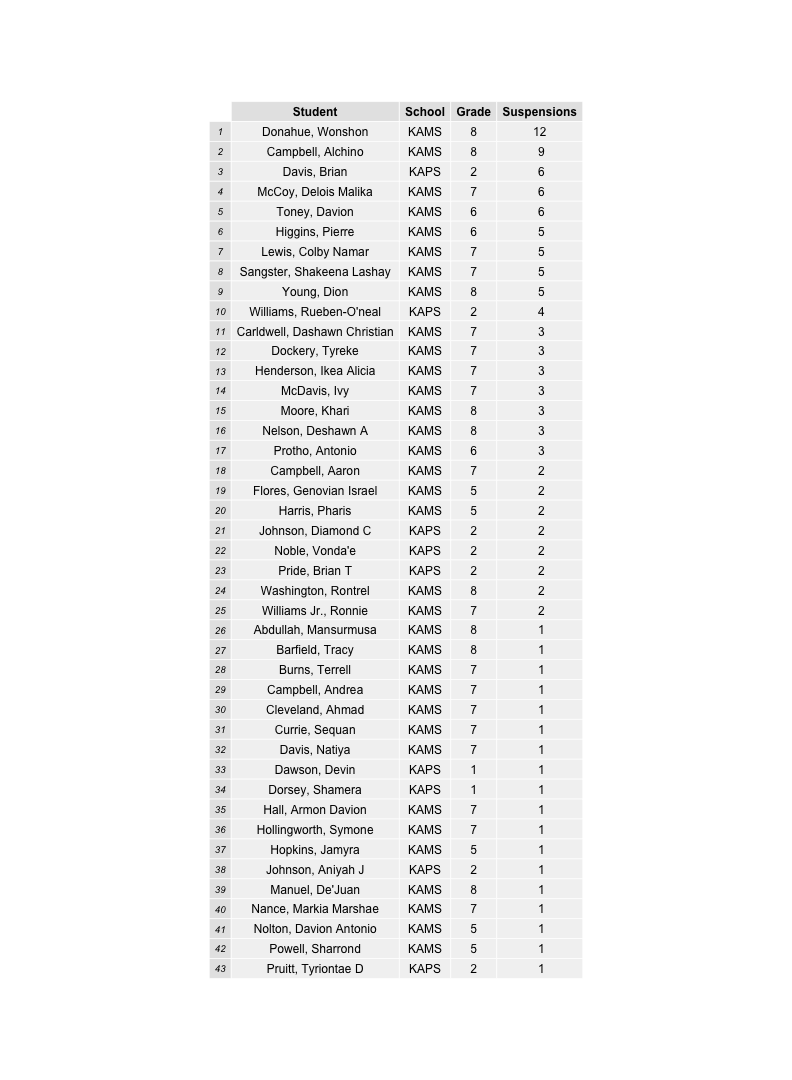 Student School Grade Suspensions
1 Donahue, Wonshon KAMS 8 12
2 Campbell, Alchino KAMS 8 9
3 Davis, Brian KAPS 2 6
4 McCoy, Delois Malika KAMS 7 6
5 Toney, Davion KAMS 6 6
6 Higgins, Pierre KAMS 6 5
7 Lewis, Colby Namar KAMS 7 5
8 Sangster, Shakeena Lashay KAMS 7 5
9 Young, Dion KAMS 8 5
10 Williams, Rueben-O'neal KAPS 2 4
11 Carldwell, Dashawn Christian KAMS 7 3
12 Dockery, Tyreke KAMS 7 3
13 Henderson, Ikea Alicia KAMS 7 3
14 McDavis, Ivy KAMS 7 3
15 Moore, Khari KAMS 8 3
16 Nelson, Deshawn A KAMS 8 3
17 Protho, Antonio KAMS 6 3
18 Campbell, Aaron KAMS 7 2
19 Flores, Genovian Israel KAMS 5 2
20 Harris, Pharis KAMS 5 2
21 Johnson, Diamond C KAPS 2 2
22 Noble, Vonda'e KAPS 2 2
23 Pride, Brian T KAPS 2 2
24 Washington, Rontrel KAMS 8 2
25 Williams Jr., Ronnie KAMS 7 2
26 Abdullah, Mansurmusa KAMS 8 1
27 Barfield, Tracy KAMS 8 1
28 Burns, Terrell KAMS 7 1
29 Campbell, Andrea KAMS 7 1
30 Cleveland, Ahmad KAMS 7 1
31 Currie, Sequan KAMS 7 1
32 Davis, Natiya KAMS 7 1
33 Dawson, Devin KAPS 1 1
34 Dorsey, Shamera KAPS 1 1
35 Hall, Armon Davion KAMS 7 1
36 Hollingworth, Symone KAMS 7 1
37 Hopkins, Jamyra KAMS 5 1
38 Johnson, Aniyah J KAPS 2 1
39 Manuel, De'Juan KAMS 8 1
40 Nance, Markia Marshae KAMS 7 1
41 Nolton, Davion Antonio KAMS 5 1
42 Powell, Sharrond KAMS 5 1
43 Pruitt, Tyriontae D KAPS 2 1